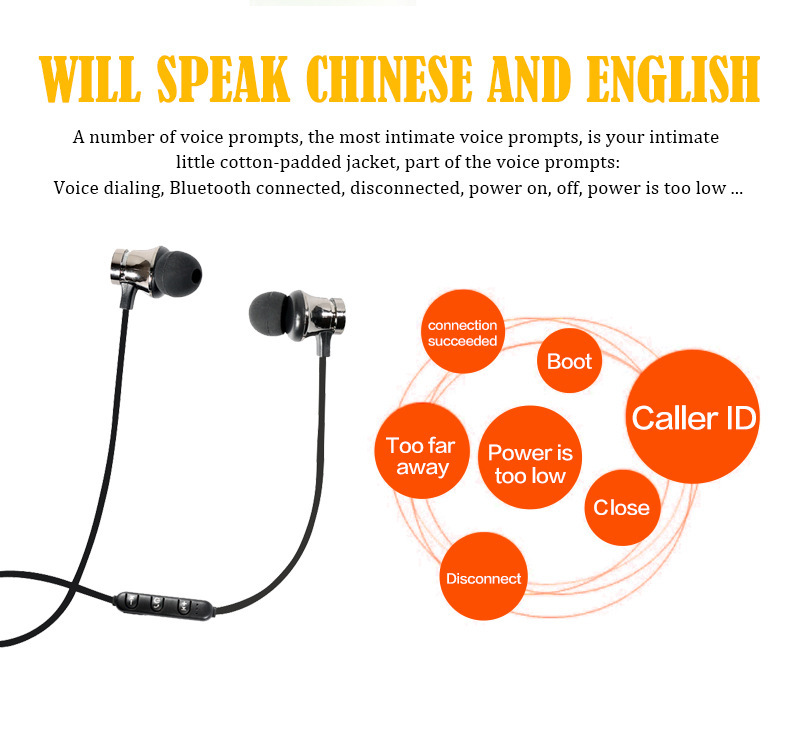 WILL SPEAK CHINESE AND ENGLISH
A number of voice prompts, the most intimate voice prompts, is your intimate
little cotton-padded jacket, part of the voice prompts:
Voice dialing, Bluetooth connected, disconnected, power on, off, power is too low ...
connection
succeeded
Boot
Caller ID
Too far
away
Power is
too low
Close
Disconnect